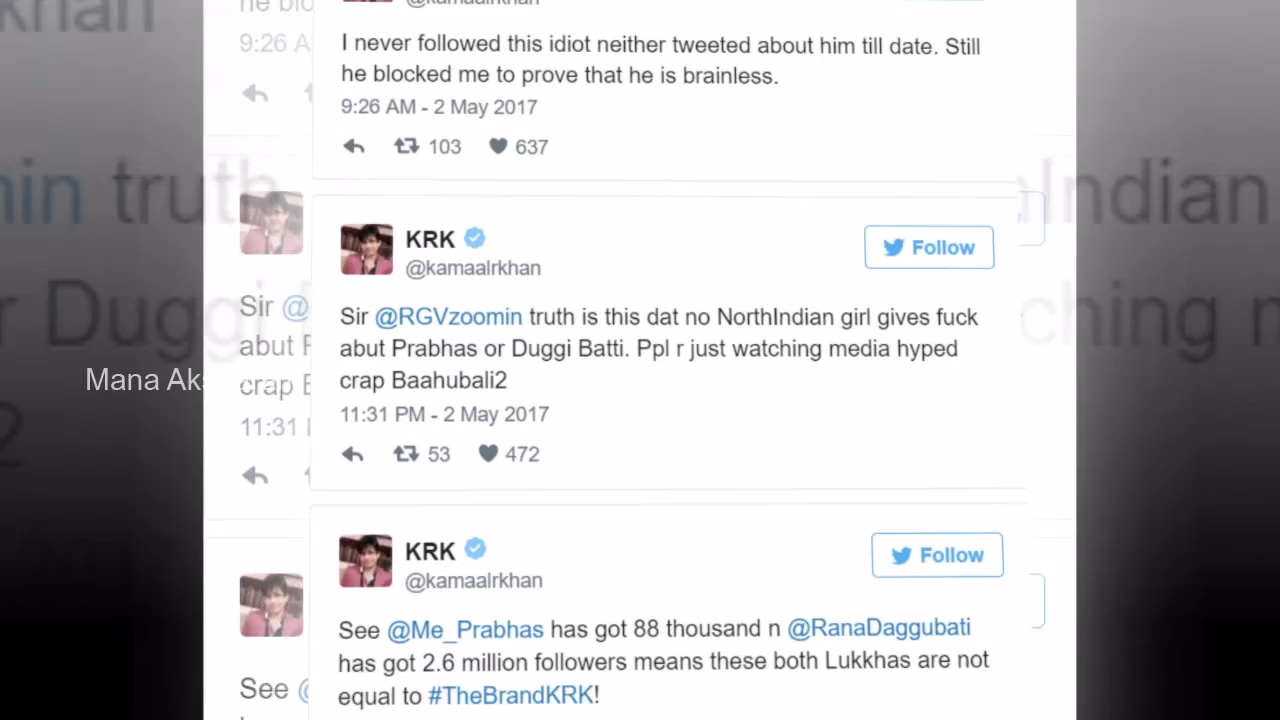 @kamaalrkhan
I never followed this idiot neither tweeted about him till date. Still
he blocked me to prove that he is brainless.
9:26 AM - 2 May 2017
103 637
KRK
@kamaalrkhan
Follow
Sir @RGVzoomin truth is this dat no NorthIndian girl gives fuck
abut Prabhas or Duggi Batti. Ppl r just watching media hyped
crap Baahubali2
11:31 PM - 2 May 2017
53 472
KRK
@kamaalrkhan
Follow
See @Me_Prabhas has got 88 thousand n @RanaDaggubati
has got 2.6 million followers means these both Lukkhas are not
equal to #TheBrandKRK!
Mana